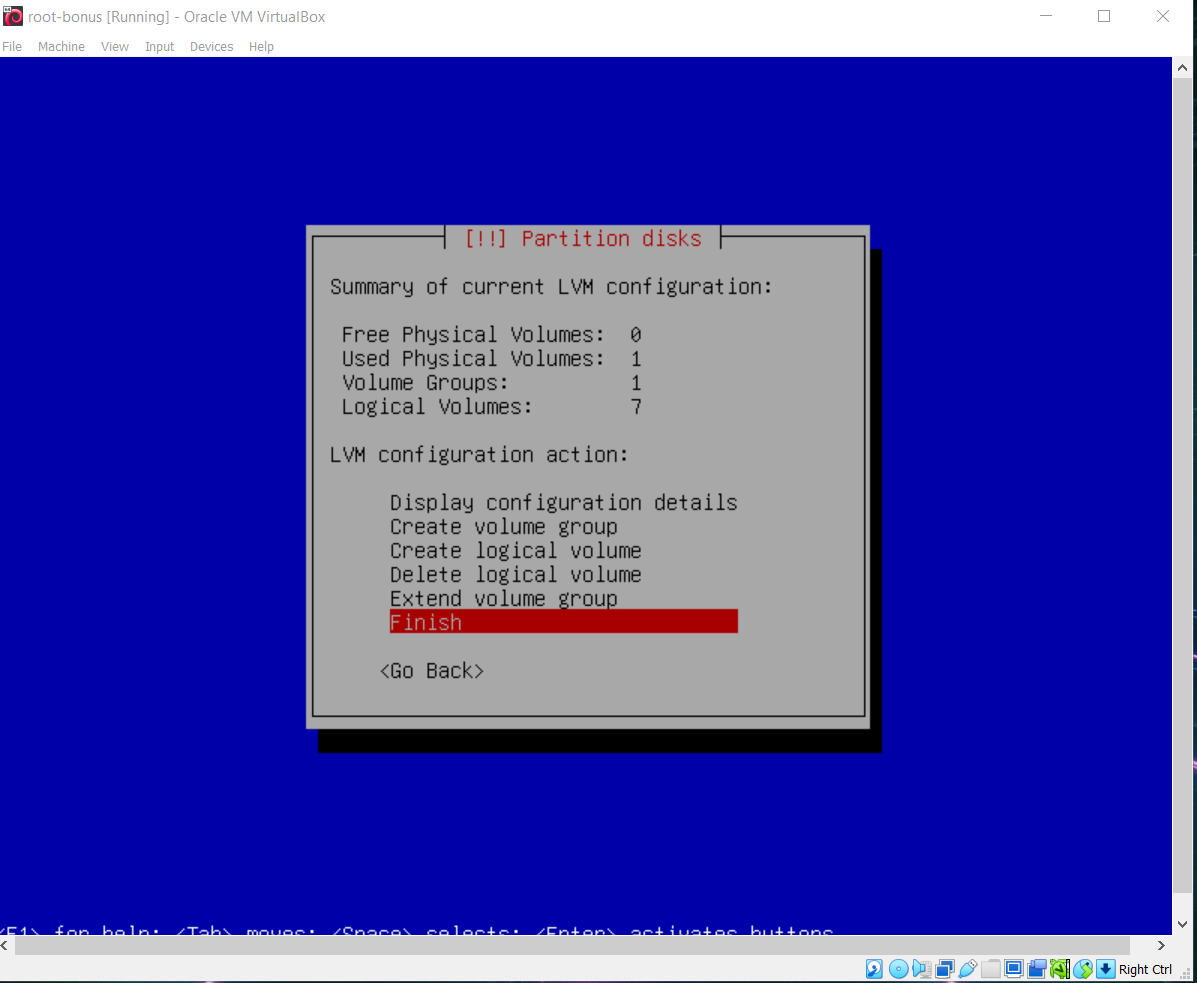 root-bonus [Running] - Oracle VM VirtualBox
File Machine View Input Devices Help
[!!] Partition disks
Summary of current LVM configuration:
Free Physical Volumes: 0
Used Physical Volumes: 1
Volume Groups: 1
Logical Volumes: 7
LVM configuration action:
Display configuration details
Create volume group
Create logical volume
Delete logical volume
Extend volume group
Finish
<Go Back>
<F1> for help; <Tab> moves; <Space> selects; <Enter> activates buttons
Right Ctrl